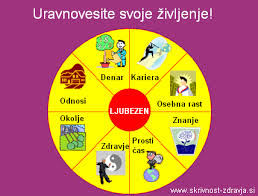 Uravnovesite svoje življenje!
Denar
Kariera
Odnosi
Osebna rast
LJUBEZEN
Okolje
Znanje
Zdravje
Prosti
čas
www.skrivnost-zdravja.si